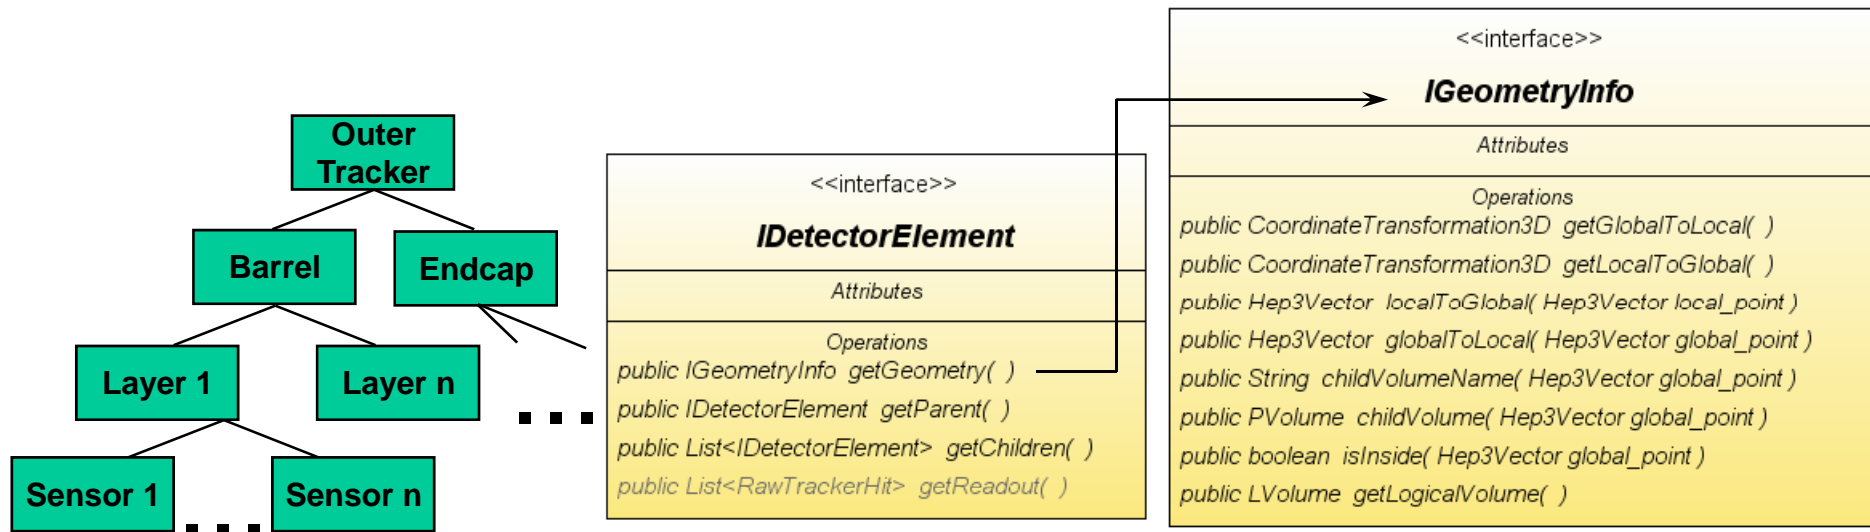 Outer
Tracker
Barrel
Endcap
Layer 1
Layer n
Sensor 1
Sensor n
<<interface>>
IDetectorElement
Attributes
Operations
public IGeometryInfo getGeometry( )
public IDetectorElement getParent( )
public List<IDetectorElement> getChildren( )
public List<RawTrackerHit> getReadout( )
<<interface>>
IGeometryInfo
Attributes
Operations
public CoordinateTransformation3D getGlobalToLocal( )
public CoordinateTransformation3D getLocalToGlobal( )
public Hep3Vector localToGlobal( Hep3Vector local_point )
public Hep3Vector globalToLocal( Hep3Vector global_point )
public String childVolumeName( Hep3Vector global_point )
public PVolume childVolume( Hep3Vector global_point )
public boolean isInside( Hep3Vector global_point )
public LVolume getLogicalVolume( )